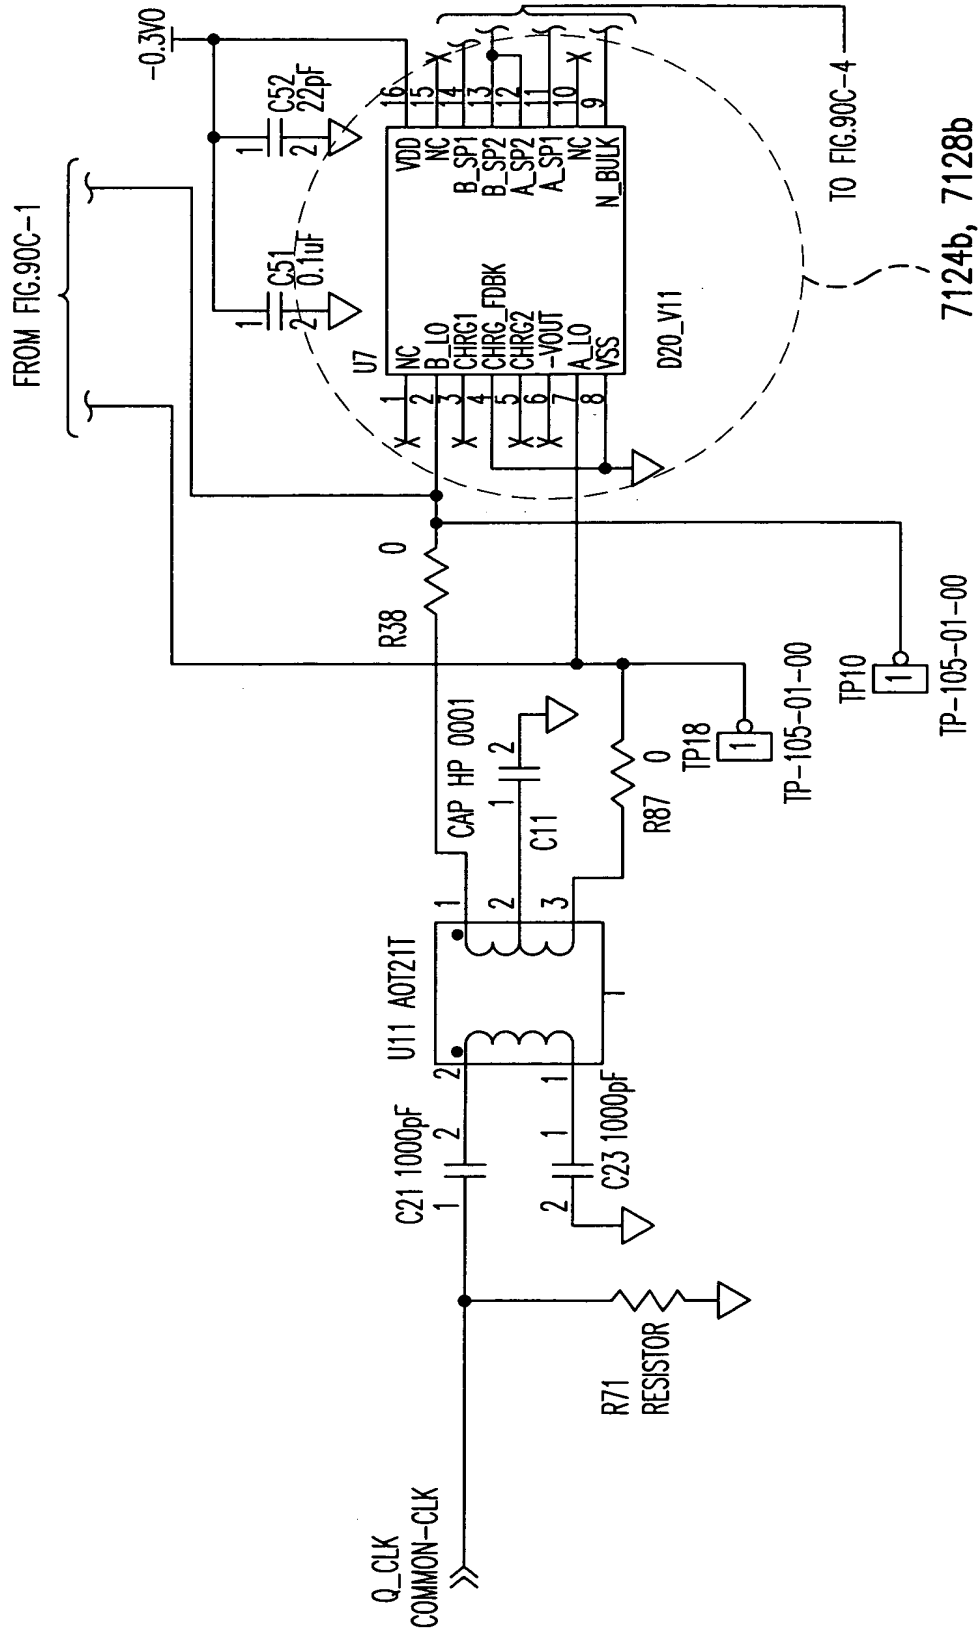 FROM FIG.90C-1
-0.3V0
1
C52
22pF
2
1
C51
0.1uF
2
U7
1
2
3
4
5
6
7
8
NC
B_LO
CHRG1
CHRG_FDBK
CHRG2
-VOUT
A_LO
VSS
VDD
NC
B_SP1
B_SP2
A_SP2
A_SP1
NC
N_BULK
16
15
14
13
12
11
10
9
D20_V11
TO FIG.90C-4
7124b, 7128b
R38
0
CAP HP 0001
1
2
C11
R87
0
TP18
1
TP-105-01-00
TP10
1
TP-105-01-00
U11 AOT21T
1
2
3
2
1
C21 1000pF
1
2
C23 1000pF
2
1
R71
RESISTOR
Q_CLK
COMMON-CLK